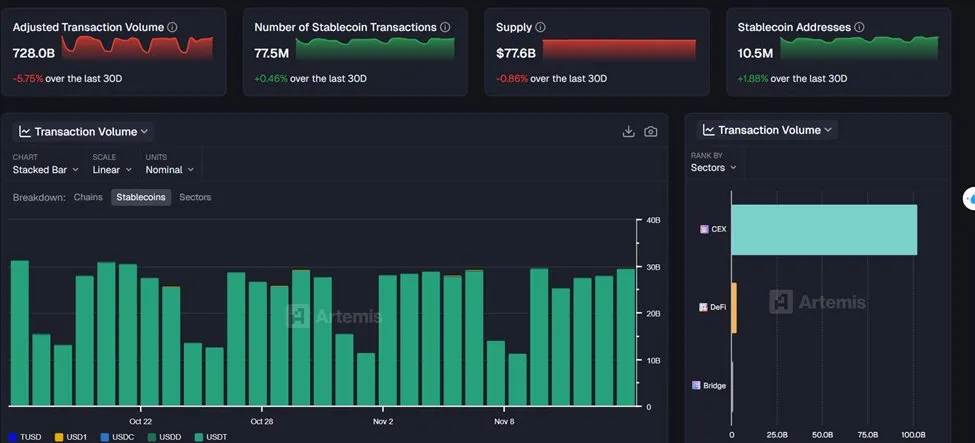 Adjusted Transaction Volume
728.0B
-5.75% over the last 30D
Number of Stablecoin Transactions
77.5M
+0.46% over the last 30D
Supply
$77.6B
-0.86% over the last 30D
Stablecoin Addresses
10.5M
+1.88% over the last 30D
Transaction Volume
CHART SCALE UNITS
Stacked Bar Linear Nominal
Breakdown: Chains Stablecoins Sectors
40B
30B
20B
10B
0
Artemis
Oct 22 Oct 28 Nov 2 Nov 8
TUSD USD1 USDC USDD USDT
Transaction Volume
RANK BY
Sectors
CEX
DeFi
Bridge
Artemis
0 25.0B 50.0B 75.0B 100.0B